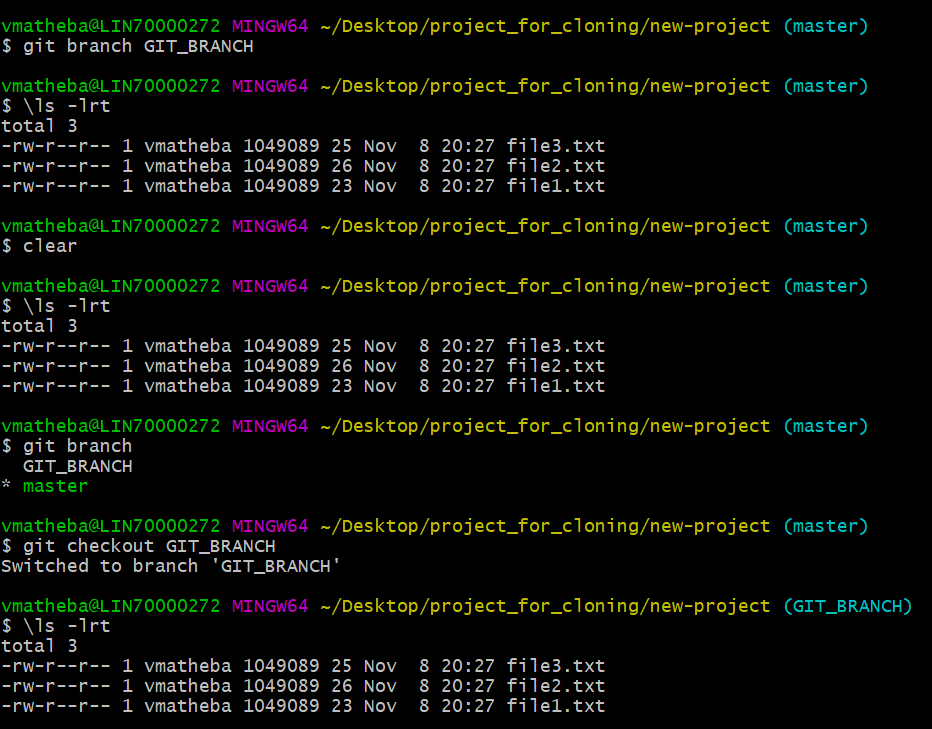 vmatheba@LIN70000272 MINGW64 ~/Desktop/project_for_cloning/new-project (master)
$ git branch GIT_BRANCH
vmatheba@LIN70000272 MINGW64 ~/Desktop/project_for_cloning/new-project (master)
$ \ls -lrt
total 3
-rw-r--r-- 1 vmatheba 1049089 25 Nov  8 20:27 file3.txt
-rw-r--r-- 1 vmatheba 1049089 26 Nov  8 20:27 file2.txt
-rw-r--r-- 1 vmatheba 1049089 23 Nov  8 20:27 file1.txt
vmatheba@LIN70000272 MINGW64 ~/Desktop/project_for_cloning/new-project (master)
$ clear
vmatheba@LIN70000272 MINGW64 ~/Desktop/project_for_cloning/new-project (master)
$ \ls -lrt
total 3
-rw-r--r-- 1 vmatheba 1049089 25 Nov  8 20:27 file3.txt
-rw-r--r-- 1 vmatheba 1049089 26 Nov  8 20:27 file2.txt
-rw-r--r-- 1 vmatheba 1049089 23 Nov  8 20:27 file1.txt
vmatheba@LIN70000272 MINGW64 ~/Desktop/project_for_cloning/new-project (master)
$ git branch
  GIT_BRANCH
* master
vmatheba@LIN70000272 MINGW64 ~/Desktop/project_for_cloning/new-project (master)
$ git checkout GIT_BRANCH
Switched to branch 'GIT_BRANCH'
vmatheba@LIN70000272 MINGW64 ~/Desktop/project_for_cloning/new-project (GIT_BRANCH)
$ \ls -lrt
total 3
-rw-r--r-- 1 vmatheba 1049089 25 Nov  8 20:27 file3.txt
-rw-r--r-- 1 vmatheba 1049089 26 Nov  8 20:27 file2.txt
-rw-r--r-- 1 vmatheba 1049089 23 Nov  8 20:27 file1.txt